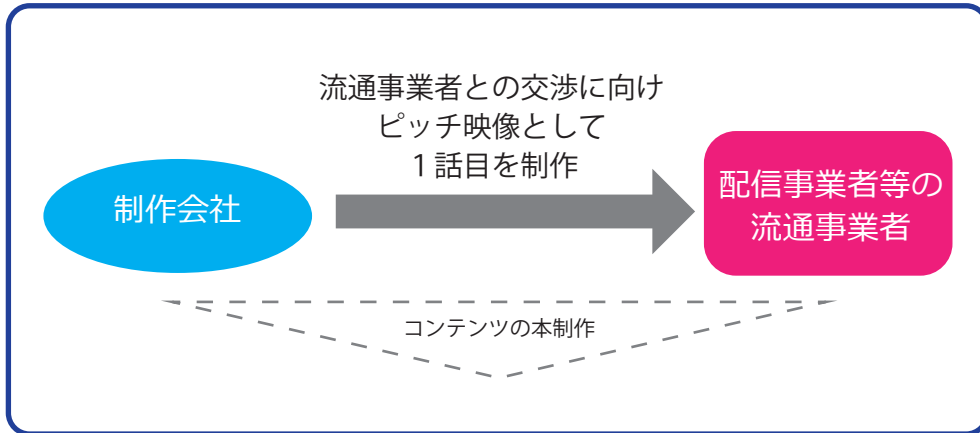 流通事業者との交渉に向け
ピッチ映像として
１話目を制作
制作会社
配信事業者等の
流通事業者
コンテンツの本制作